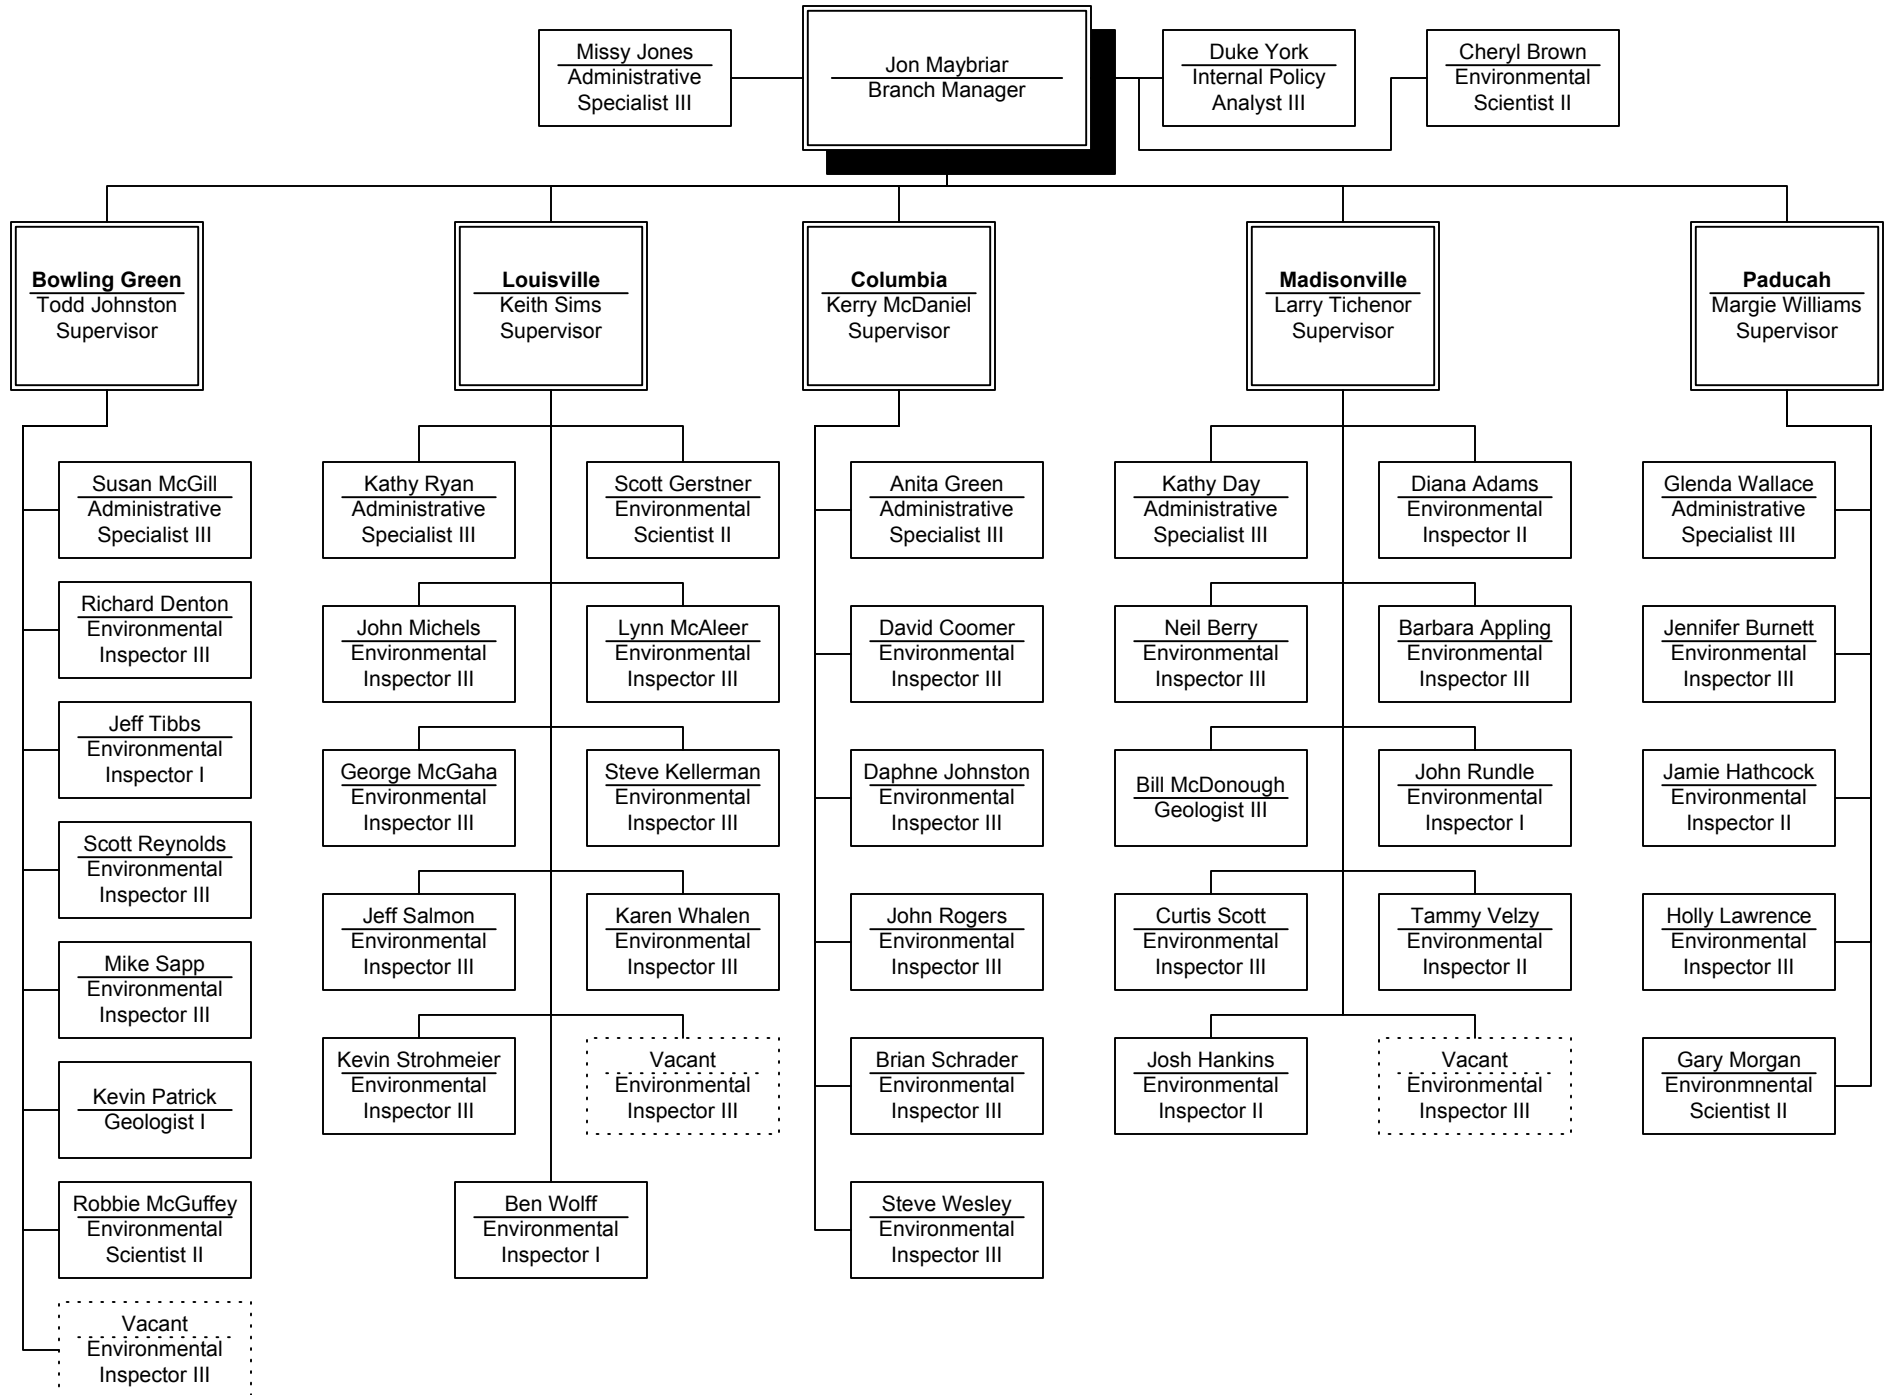 Missy Jones
Administrative
Specialist III
Jon Maybriar
Branch Manager
Duke York
Internal Policy
Analyst III
Cheryl Brown
Environmental
Scientist II
Bowling Green
Todd Johnston
Supervisor
Louisville
Keith Sims
Supervisor
Columbia
Kerry McDaniel
Supervisor
Madisonville
Larry Tichenor
Supervisor
Paducah
Margie Williams
Supervisor
Susan McGill
Administrative
Specialist III
Richard Denton
Environmental
Inspector III
Jeff Tibbs
Environmental
Inspector I
Scott Reynolds
Environmental
Inspector III
Mike Sapp
Environmental
Inspector III
Kevin Patrick
Geologist I
Robbie McGuffey
Environmental
Scientist II
Vacant
Environmental
Inspector III
Kathy Ryan
Administrative
Specialist III
Scott Gerstner
Environmental
Scientist II
John Michels
Environmental
Inspector III
Lynn McAleer
Environmental
Inspector III
George McGaha
Environmental
Inspector III
Steve Kellerman
Environmental
Inspector III
Jeff Salmon
Environmental
Inspector III
Karen Whalen
Environmental
Inspector III
Kevin Strohmeier
Environmental
Inspector III
Vacant
Environmental
Inspector III
Ben Wolff
Environmental
Inspector I
Anita Green
Administrative
Specialist III
David Coomer
Environmental
Inspector III
Daphne Johnston
Environmental
Inspector III
John Rogers
Environmental
Inspector III
Brian Schrader
Environmental
Inspector III
Steve Wesley
Environmental
Inspector III
Kathy Day
Administrative
Specialist III
Diana Adams
Environmental
Inspector II
Neil Berry
Environmental
Inspector III
Barbara Appling
Environmental
Inspector III
Bill McDonough
Geologist III
John Rundle
Environmental
Inspector I
Curtis Scott
Environmental
Inspector III
Tammy Velzy
Environmental
Inspector II
Josh Hankins
Environmental
Inspector II
Vacant
Environmental
Inspector III
Glenda Wallace
Administrative
Specialist III
Jennifer Burnett
Environmental
Inspector III
Jamie Hathcock
Environmental
Inspector II
Holly Lawrence
Environmental
Inspector III
Gary Morgan
Environmnental
Scientist II